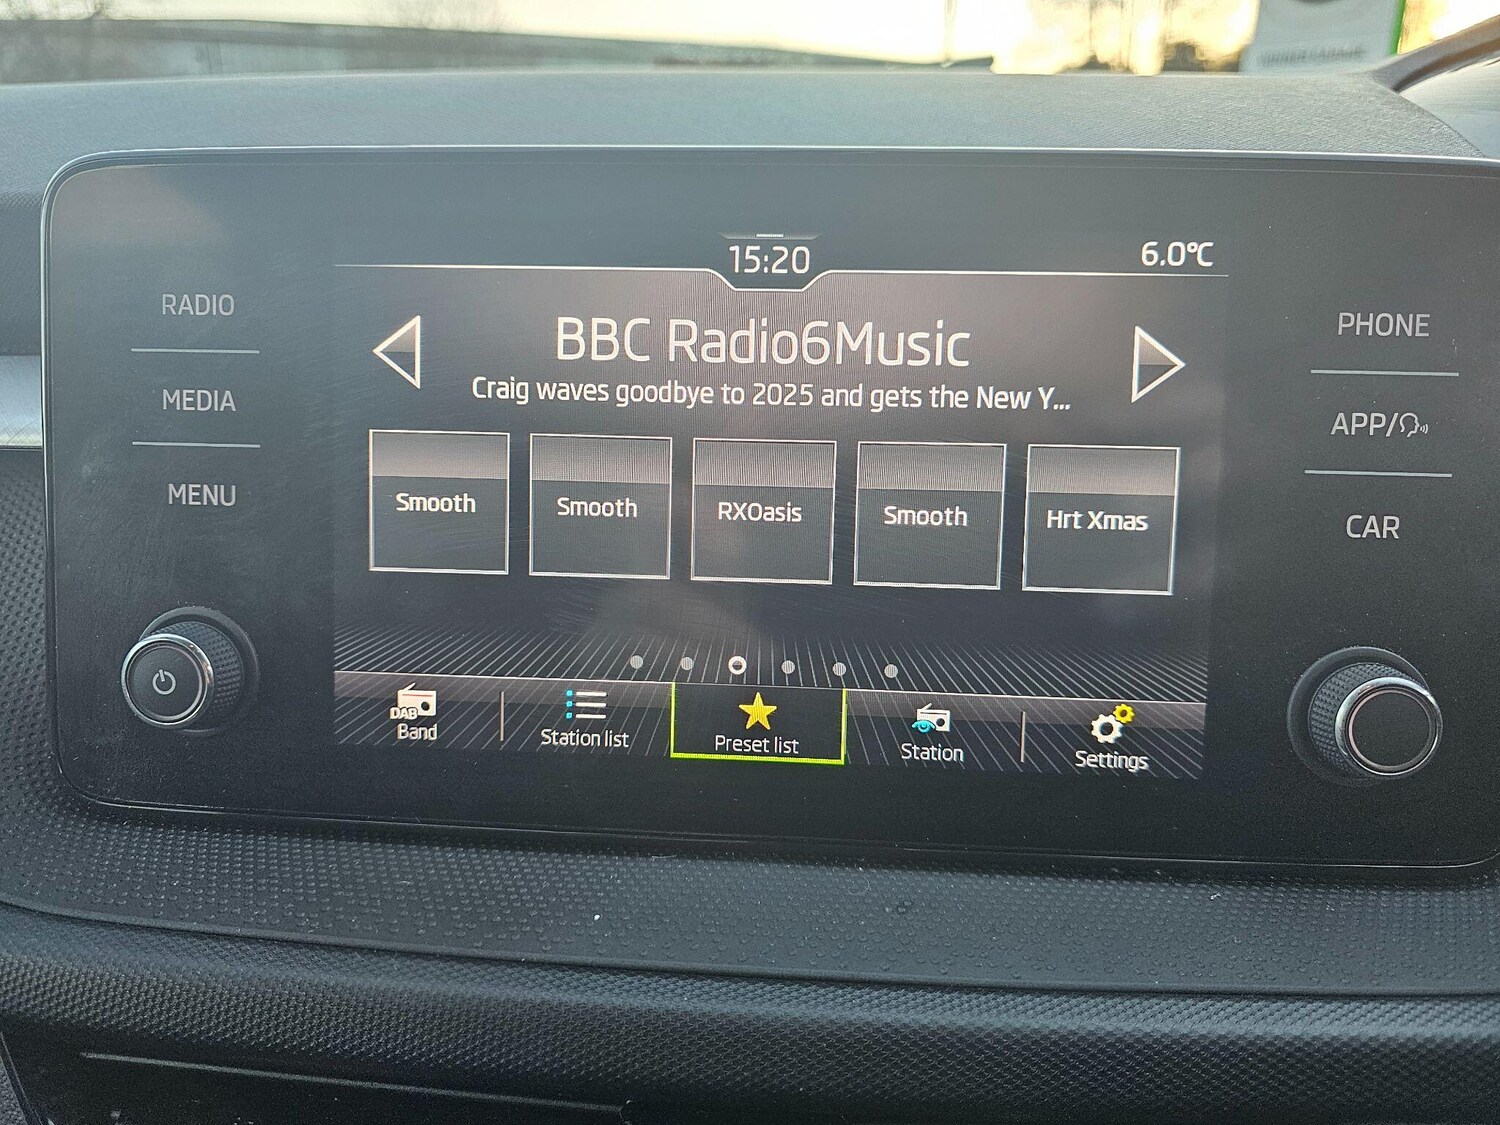 15:20
6.0°C
RADIO
MEDIA
MENU
BBC Radio6Music
Craig waves goodbye to 2025 and gets the New Y...
Smooth
Smooth
RXOasis
Smooth
Hrt Xmas
DAB
Band
Station list
Preset list
Station
Settings
PHONE
APP/
CAR